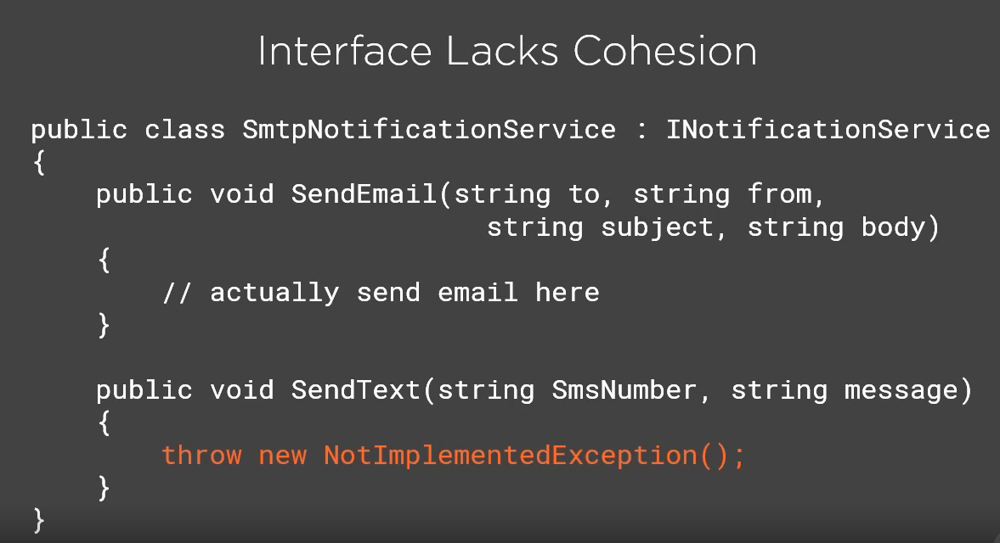 Interface Lacks Cohesion
public class SmtpNotificationService : INotificationService
{
    public void SendEmail(string to, string from,
                            string subject, string body)
    {
        // actually send email here
    }

    public void SendText(string SmsNumber, string message)
    {
        throw new NotImplementedException();
    }
}